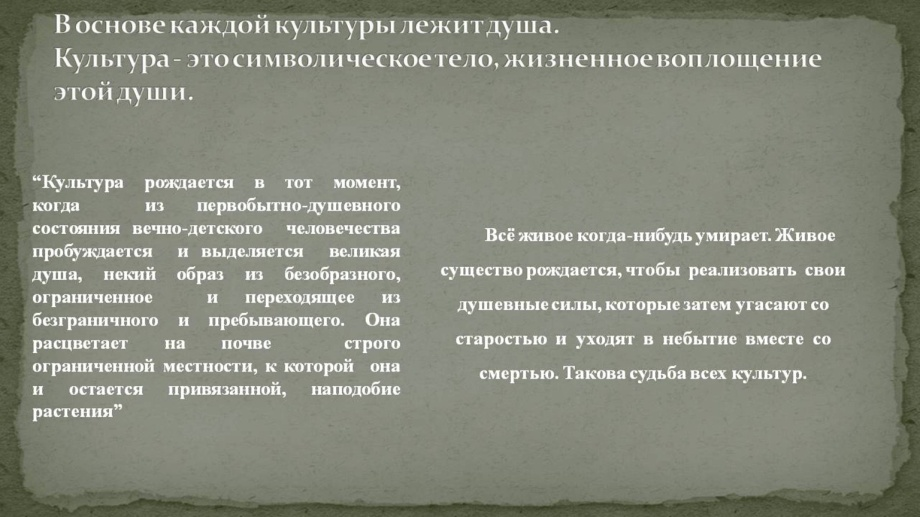 В основе каждой культуры лежит душа.
Культура - это символическое тело, жизненное воплощение
этой души.
“Культура рождается в тот момент,
когда из первобытно-душевного
состояния вечно-детского человечества
пробуждается и выделяется великая
душа, некий образ из безобразного,
ограниченное и переходящее из
безграничного и пребывающего. Она
расцветает на почве строго
ограниченной местности, к которой она
и остается привязанной, наподобие
растения”
Всё живое когда-нибудь умирает. Живое
существо рождается, чтобы реализовать свои
душевные силы, которые затем угасают со
старостью и уходят в небытие вместе со
смертью. Такова судьба всех культур.